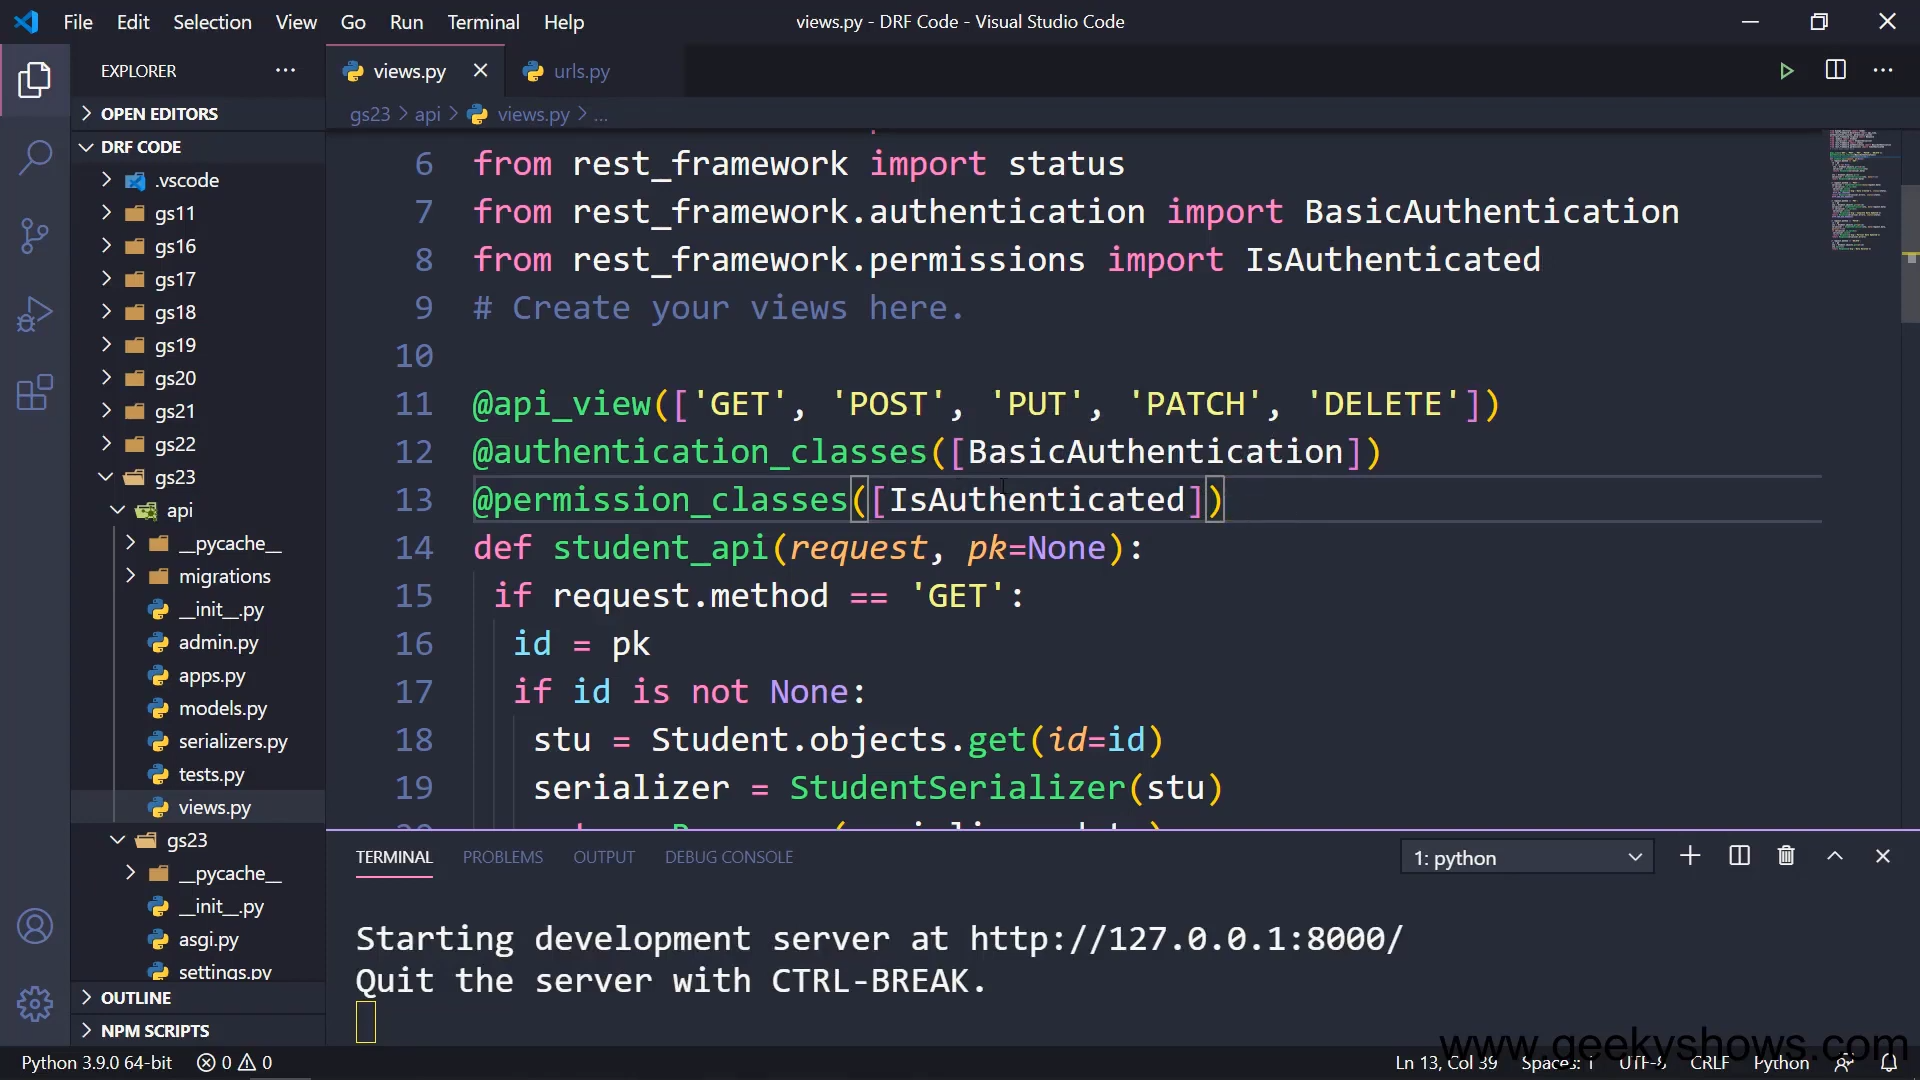 File Edit Selection View Go Run Terminal Help
views.py - DRF Code - Visual Studio Code
EXPLORER
OPEN EDITORS
DRF CODE
.vscode
gs11
gs16
gs17
gs18
gs19
gs20
gs21
gs22
gs23
api
__pycache__
migrations
__init__.py
admin.py
apps.py
models.py
serializers.py
tests.py
views.py
gs23
__pycache__
__init__.py
asgi.py
settings.py
OUTLINE
NPM SCRIPTS
views.py urls.py
gs23 > api > views.py > ...
6 from rest_framework import status
7 from rest_framework.authentication import BasicAuthentication
8 from rest_framework.permissions import IsAuthenticated
9 # Create your views here.
10
11 @api_view(['GET', 'POST', 'PUT', 'PATCH', 'DELETE'])
12 @authentication_classes([BasicAuthentication])
13 @permission_classes([IsAuthenticated])
14 def student_api(request, pk=None):
15 if request.method == 'GET':
16 id = pk
17 if id is not None:
18 stu = Student.objects.get(id=id)
19 serializer = StudentSerializer(stu)
TERMINAL PROBLEMS OUTPUT DEBUG CONSOLE
1: python
Starting development server at http://127.0.0.1:8000/
Quit the server with CTRL-BREAK.
www.geekyshows.com
Python 3.9.0 64-bit 0 0
Ln 13, Col 39 Spaces: 1 UTF-8 CRLF Python